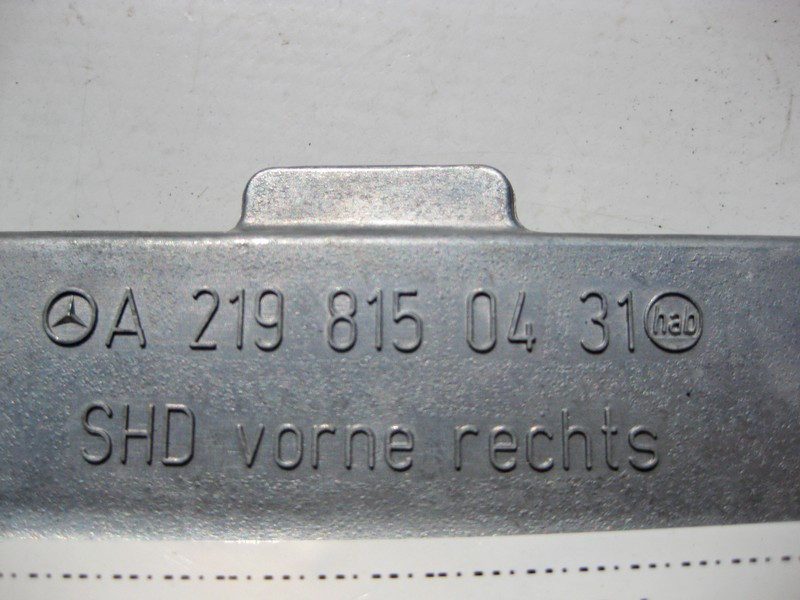 A 219 815 04 31 hab
SHD vorne rechts